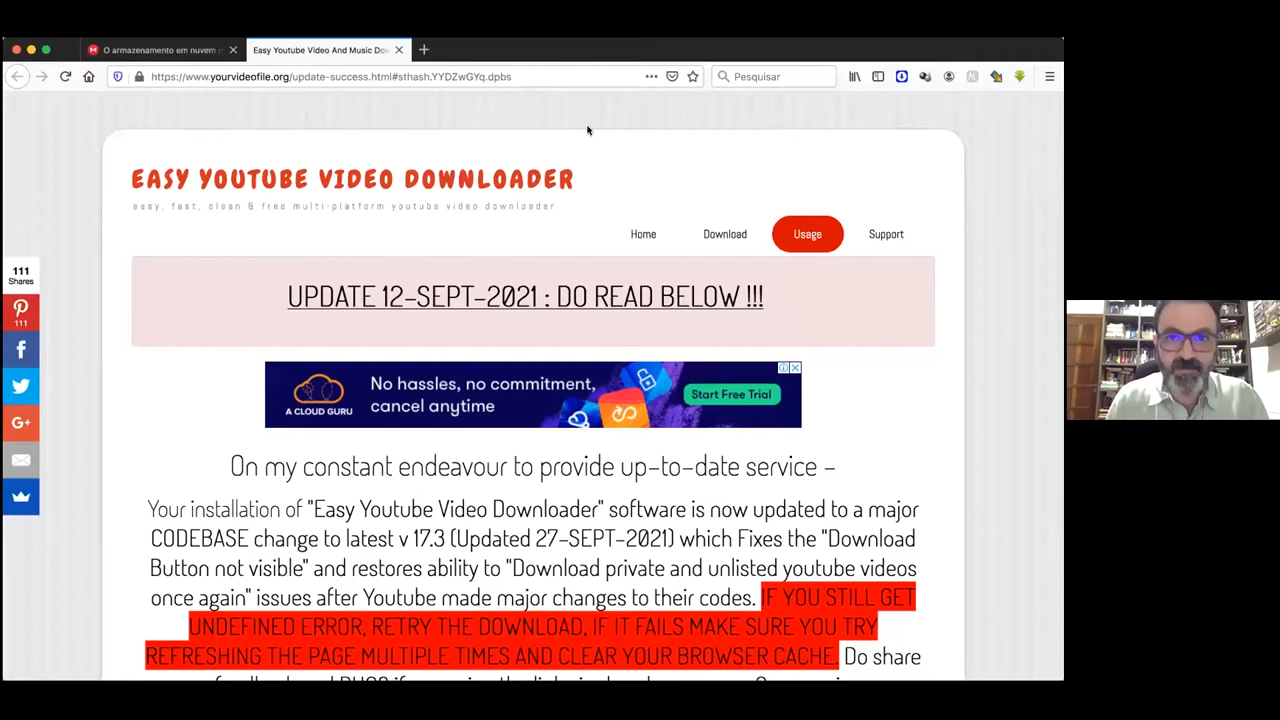 O armazenamento em nuvem
Easy Youtube Video And Music Dow
https://www.yourvideofile.org/update-success.html#sthash.YYDZwGYq.dpbs
Pesquisar
EASY YOUTUBE VIDEO DOWNLOADER
easy, fast, clean & free multi-platform youtube video downloader
Home Download Usage Support
111
Shares
111
UPDATE 12-SEPT-2021 : DO READ BELOW !!!
No hassles, no commitment,
cancel anytime
A CLOUD GURU
Start Free Trial
On my constant endeavour to provide up-to-date service –
Your installation of "Easy Youtube Video Downloader" software is now updated to a major
CODEBASE change to latest v 17.3 (Updated 27-SEPT-2021) which Fixes the "Download
Button not visible" and restores ability to "Download private and unlisted youtube videos
once again" issues after Youtube made major changes to their codes. IF YOU STILL GET
UNDEFINED ERROR, RETRY THE DOWNLOAD, IF IT FAILS MAKE SURE YOU TRY
REFRESHING THE PAGE MULTIPLE TIMES AND CLEAR YOUR BROWSER CACHE. Do share